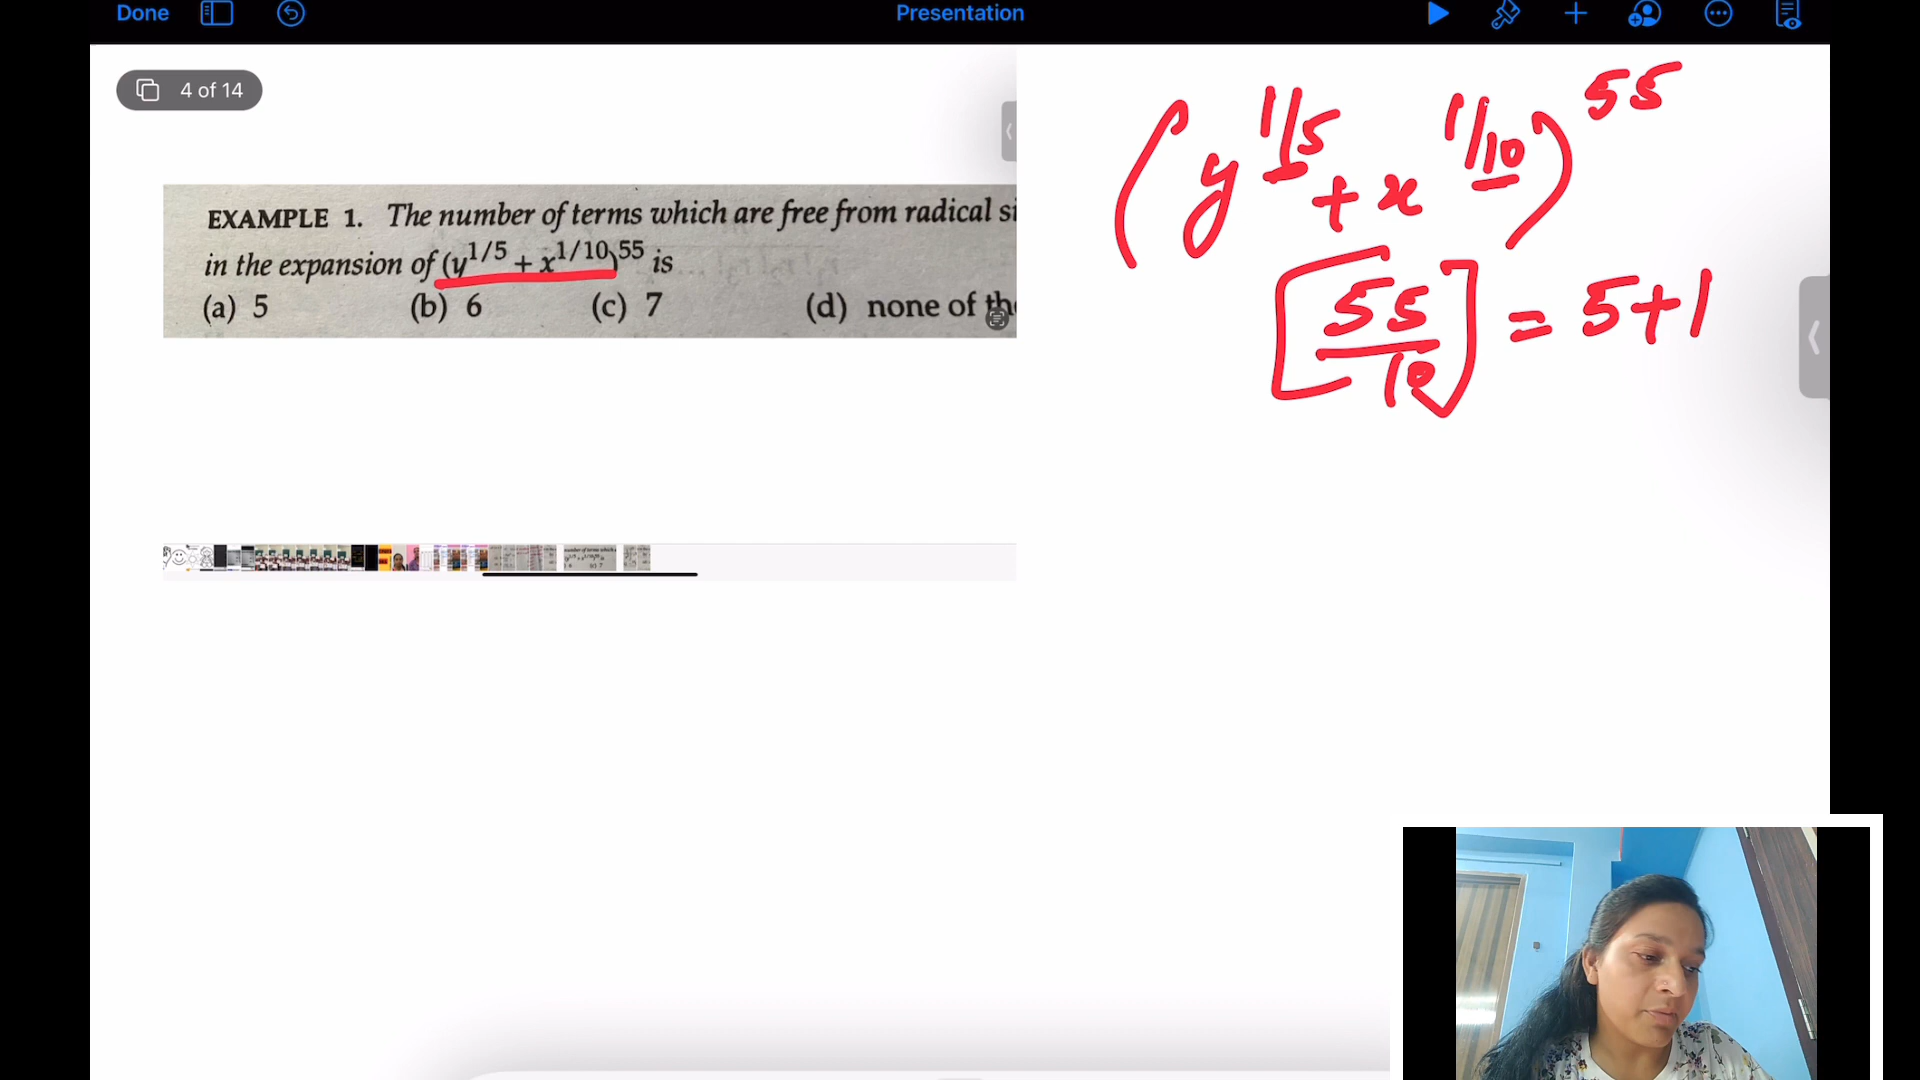 Done
Presentation
4 of 14
EXAMPLE 1. The number of terms which are free from radical si
in the expansion of (y^1/5 + x^1/10)^55 is
(a) 5 (b) 6 (c) 7 (d) none of the
(y^1/5 + x^1/10)^55
[55/10] = 5+1